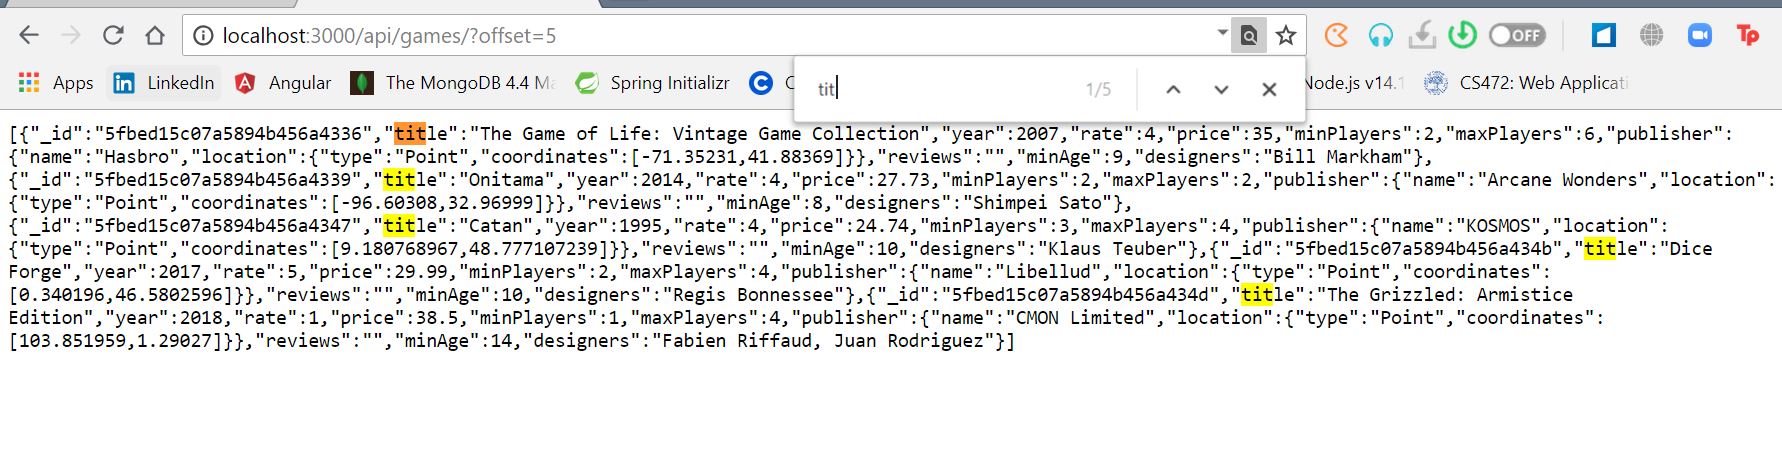 localhost:3000/api/games/?offset=5
OFF
Tp
Apps LinkedIn Angular The MongoDB 4.4 Ma Spring Initializr Node.js v14.1 CS472: Web Applicati
tit 1/5
[{"_id":"5fbed15c07a5894b456a4336","title":"The Game of Life: Vintage Game Collection","year":2007,"rate":4,"price":35,"minPlayers":2,"maxPlayers":6,"publisher":
{"name":"Hasbro","location":{"type":"Point","coordinates":[-71.35231,41.88369]}},"reviews":"","minAge":9,"designers":"Bill Markham"},
{"_id":"5fbed15c07a5894b456a4339","title":"Onitama","year":2014,"rate":4,"price":27.73,"minPlayers":2,"maxPlayers":2,"publisher":{"name":"Arcane Wonders","location":
{"type":"Point","coordinates":[-96.60308,32.96999]}},"reviews":"","minAge":8,"designers":"Shimpei Sato"},
{"_id":"5fbed15c07a5894b456a4347","title":"Catan","year":1995,"rate":4,"price":24.74,"minPlayers":3,"maxPlayers":4,"publisher":{"name":"KOSMOS","location":
{"type":"Point","coordinates":[9.180768967,48.777107239]}},"reviews":"","minAge":10,"designers":"Klaus Teuber"},{"_id":"5fbed15c07a5894b456a434b","title":"Dice
Forge","year":2017,"rate":5,"price":29.99,"minPlayers":2,"maxPlayers":4,"publisher":{"name":"Libellud","location":{"type":"Point","coordinates":
[0.340196,46.5802596]}},"reviews":"","minAge":10,"designers":"Regis Bonnessee"},{"_id":"5fbed15c07a5894b456a434d","title":"The Grizzled: Armistice
Edition","year":2018,"rate":1,"price":38.5,"minPlayers":1,"maxPlayers":4,"publisher":{"name":"CMON Limited","location":{"type":"Point","coordinates":
[103.851959,1.29027]}},"reviews":"","minAge":14,"designers":"Fabien Riffaud, Juan Rodriguez"}]